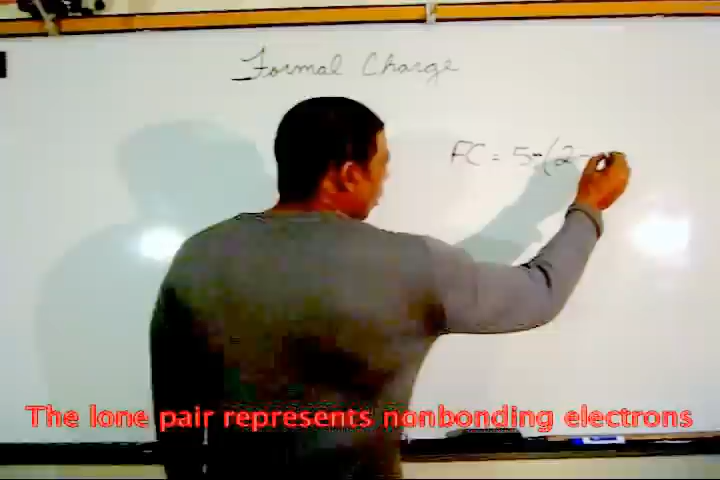 Formal Charge
FC = 5-(2
The lone pair represents nonbonding electrons